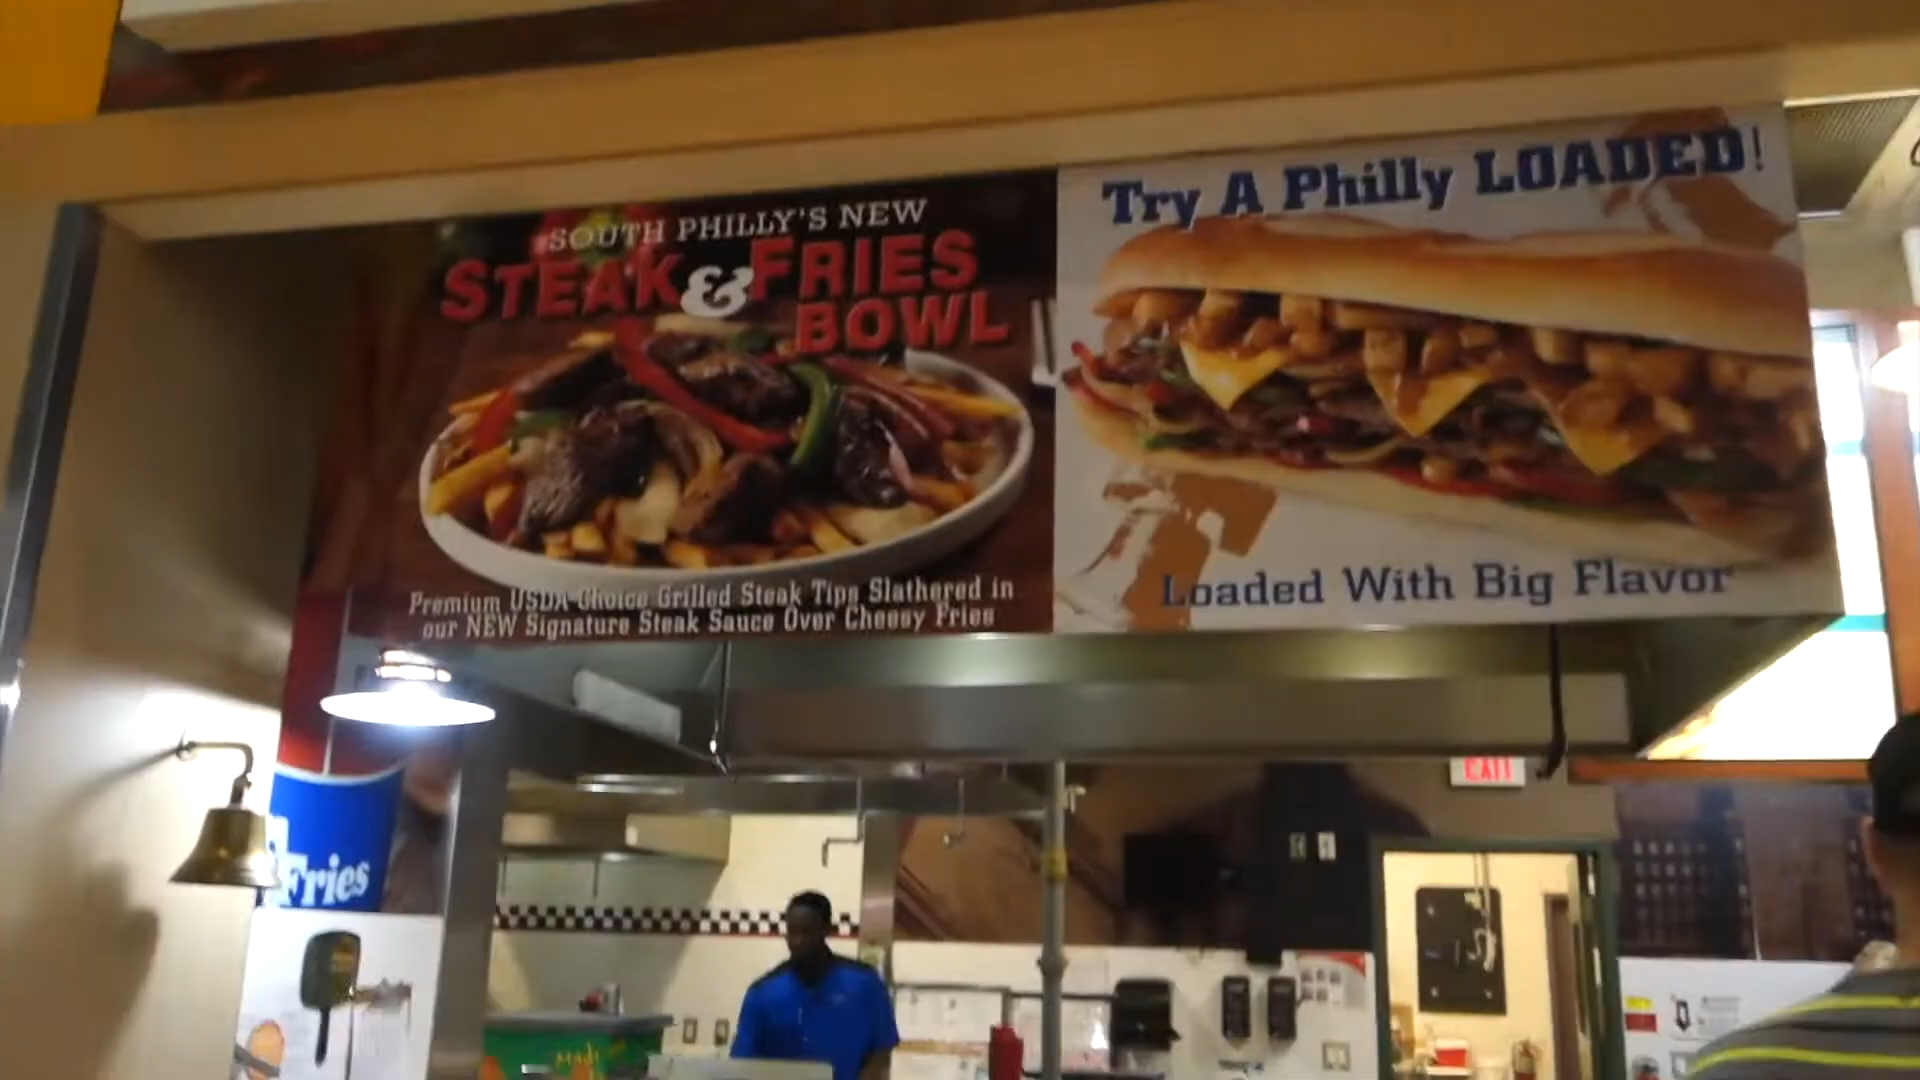 SOUTH PHILLY'S NEW
STEAK & FRIES
BOWL
Premium USDA Choice Grilled Steak Tips Slathered in
our NEW Signature Steak Sauce Over Cheesy Fries
Try A Philly LOADED!
Loaded With Big Flavor
EXIT
Fries